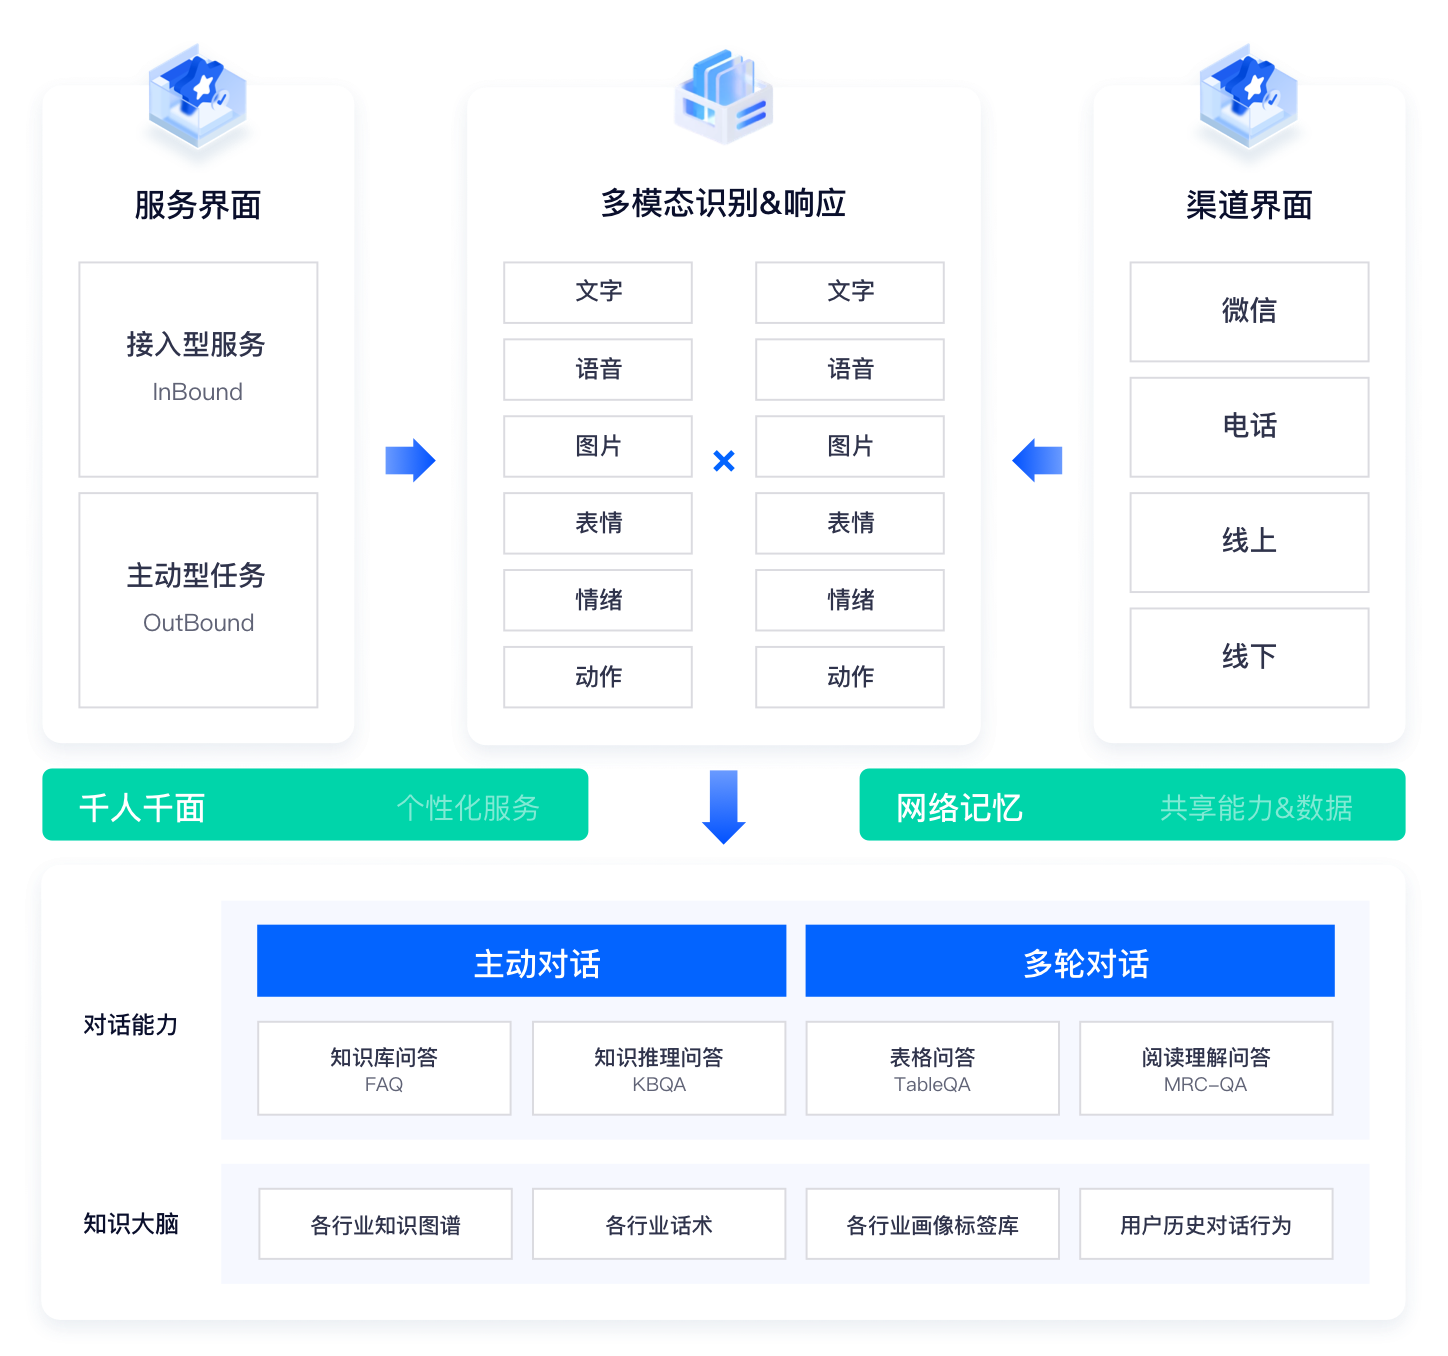 服务界面
接入型服务
InBound
主动型任务
OutBound
多模态识别&响应
文字
文字
语音
语音
图片
图片
表情
表情
情绪
情绪
动作
动作
渠道界面
微信
电话
线上
线下
千人千面
个性化服务
网络记忆
共享能力&数据
对话能力
主动对话
多轮对话
知识库问答
FAQ
知识推理问答
KBQA
表格问答
TableQA
阅读理解问答
MRC-QA
知识大脑
各行业知识图谱
各行业话术
各行业画像标签库
用户历史对话行为